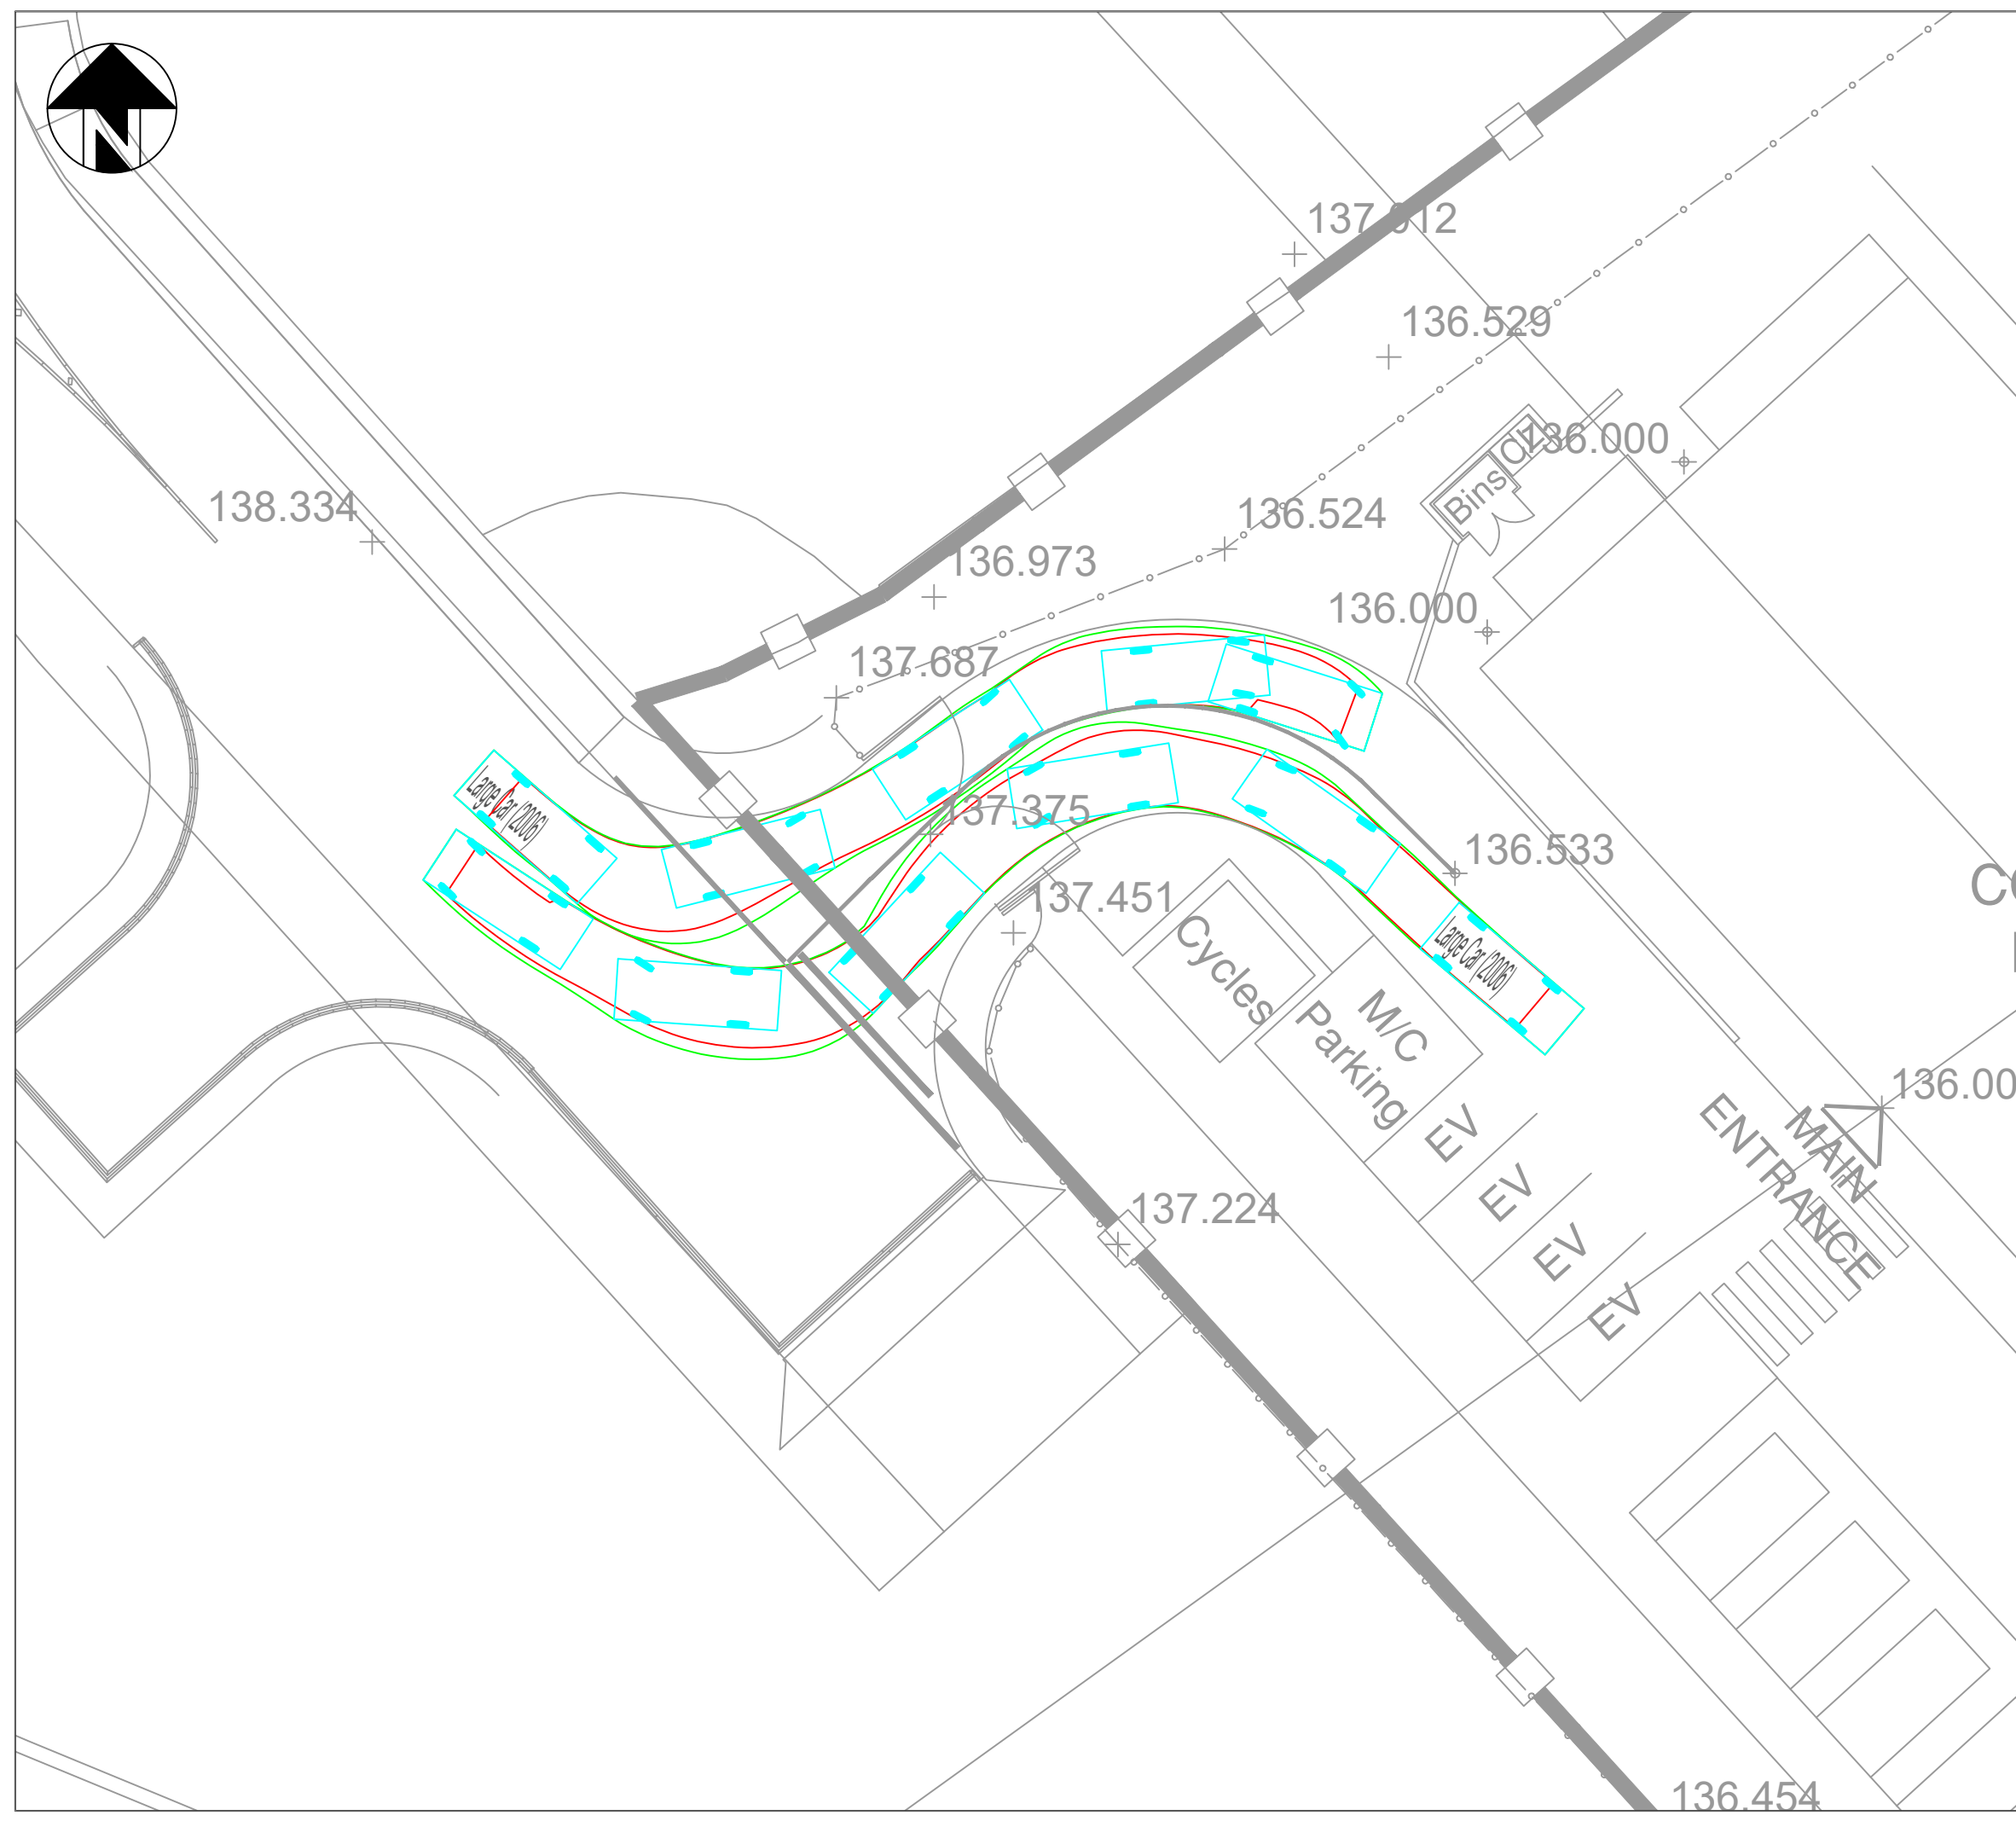 N
137.012
136.529
136.000
Bins
138.334
136.524
136.973
136.000
137.687
Large Car (2006)
137.375
136.533
137.451
Cycles
Large Car (2006)
M/C
Parking
136.00
EV
MAIN
ENTRANCE
EV
137.224
EV
EV
136.454